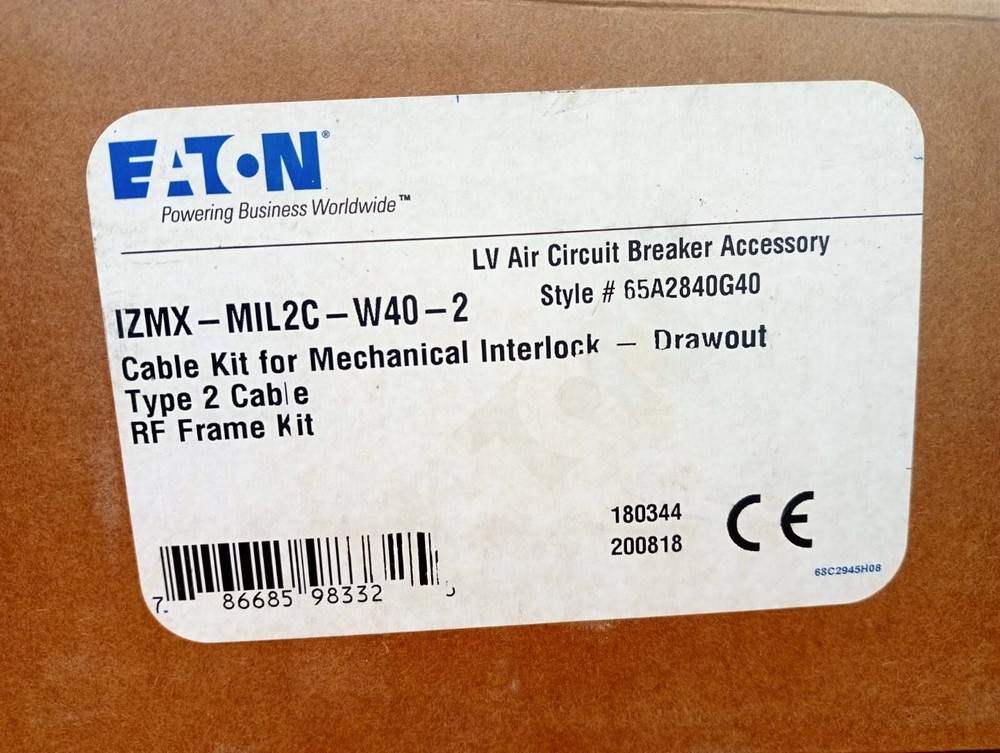 EATON®
Powering Business Worldwide™
LV Air Circuit Breaker Accessory
Style # 65A2840G40
IZMX-MIL2C-W40-2
Cable Kit for Mechanical Interlock - Drawout
Type 2 Cable
RF Frame Kit
180344
200818
CE
68C2945H08
7 86685 98332